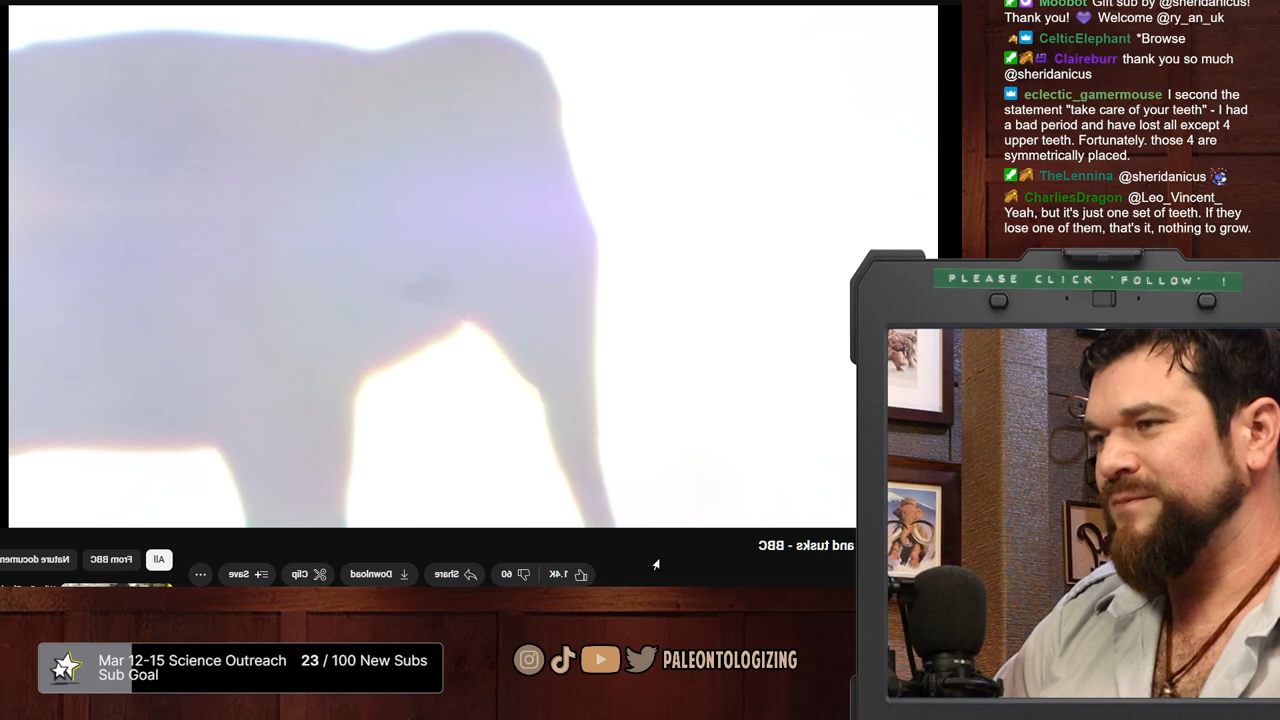 Moobot Gift sub by @sheridanicus!
Thank you! 💜 Welcome @ry_an_uk
CelticElephant *Browse
Claireburr thank you so much
@sheridanicus
eclectic_gamermouse I second the
statement "take care of your teeth" - I had
a bad period and have lost all except 4
upper teeth. Fortunately. those 4 are
symmetrically placed.
TheLennina @sheridanicus
CharliesDragon @Leo_Vincent_
Yeah, but it's just one set of teeth. If they
lose one of them, that's it, nothing to grow.
PLEASE CLICK 'FOLLOW' !
and tusks - BBC
1.4K
60
Share
Download
Clip
Save
...
All
From BBC
Nature documen
Mar 12-15 Science Outreach 23 / 100 New Subs
Sub Goal
PALEONTOLOGIZING